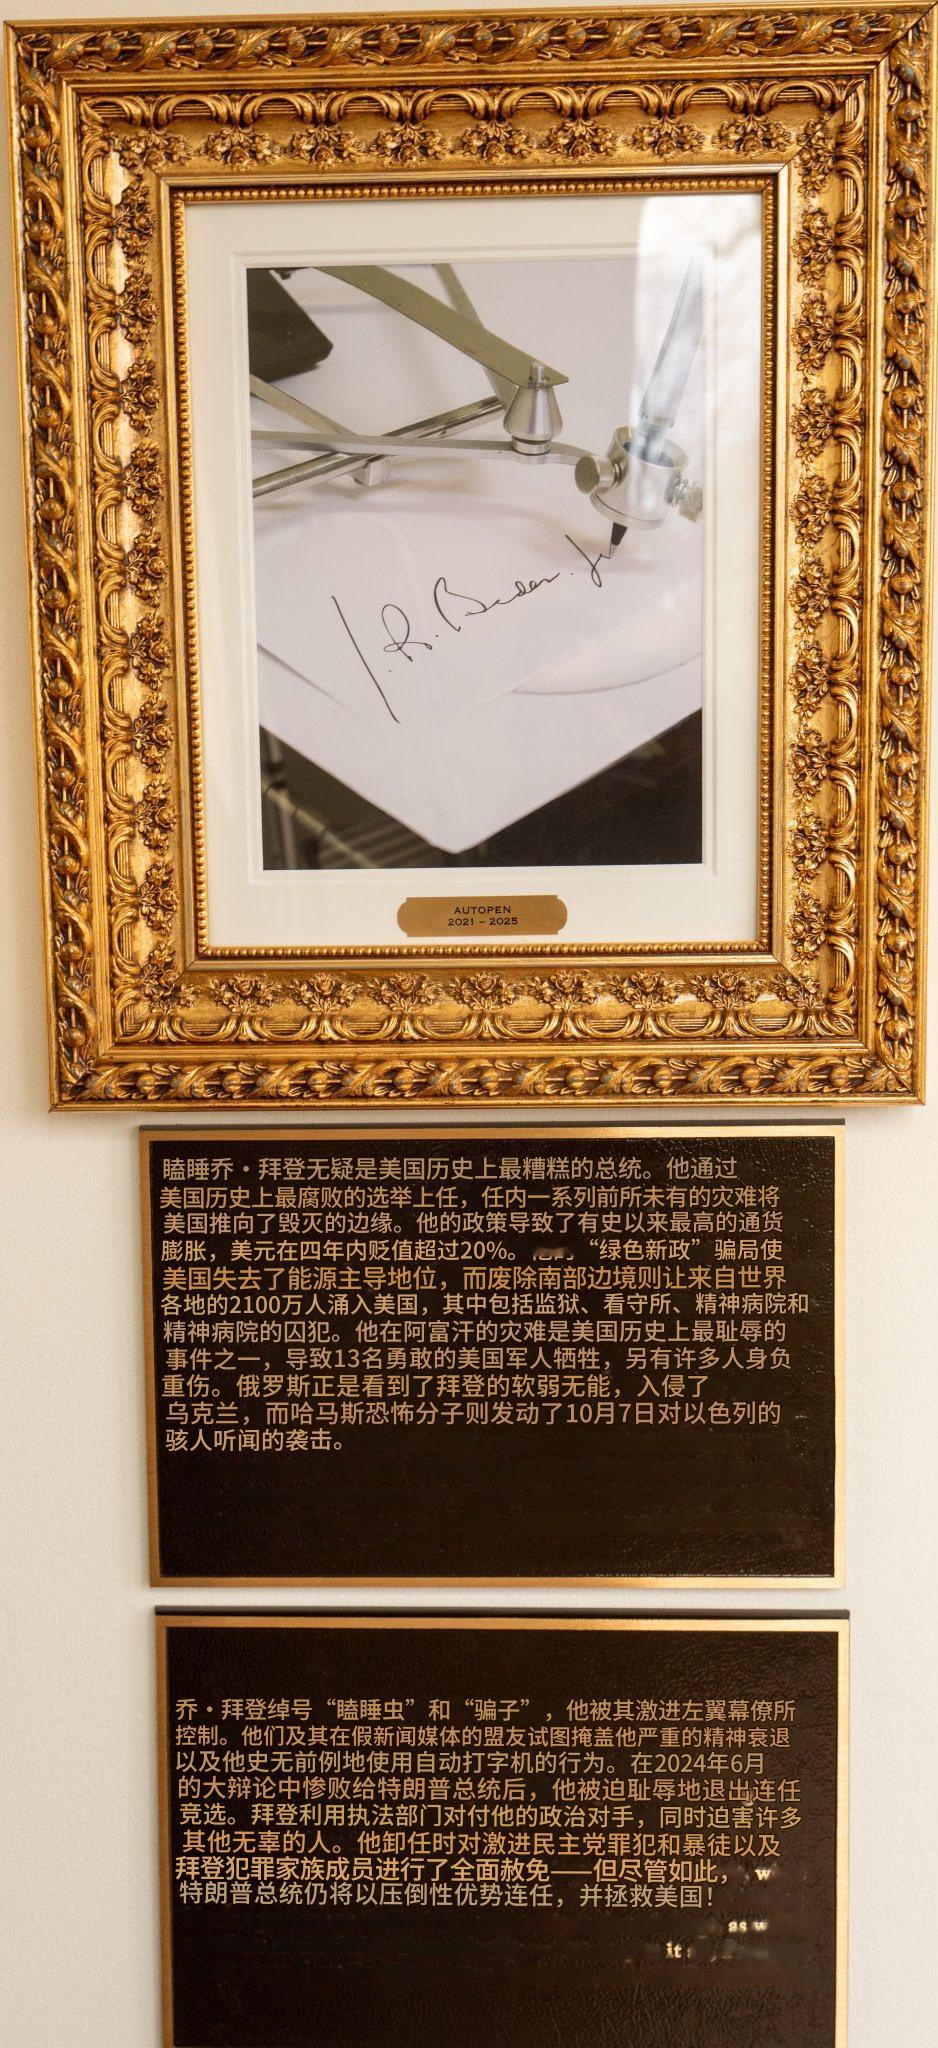 J. R. Biden Jr
AUTOPEN
2021 – 2025
瞌睡乔·拜登无疑是美国历史上最糟糕的总统。他通过
美国历史上最腐败的选举上任，任内一系列前所未有的灾难将
美国推向了毁灭的边缘。他的政策导致了有史以来最高的通货
膨胀，美元在四年内贬值超过20%。“绿色新政”骗局使
美国失去了能源主导地位，而废除南部边境则让来自世界
各地的2100万人涌入美国，其中包括监狱、看守所、精神病院和
精神病院的囚犯。他在阿富汗的灾难是美国历史上最耻辱的
事件之一，导致13名勇敢的美国军人牺牲，另有许多人身负
重伤。俄罗斯正是看到了拜登的软弱无能，入侵了
乌克兰，而哈马斯恐怖分子则发动了10月7日对以色列的
骇人听闻的袭击。
乔·拜登绰号“瞌睡虫”和“骗子”，他被其激进左翼幕僚所
控制。他们及其在假新闻媒体的盟友试图掩盖他严重的精神衰退
以及他史无前例地使用自动打字机的行为。在2024年6月
的大辩论中惨败给特朗普总统后，他被迫耻辱地退出连任
竞选。拜登利用执法部门对付他的政治对手，同时迫害许多
其他无辜的人。他卸任时对激进民主党罪犯和暴徒以及
拜登犯罪家族成员进行了全面赦免——但尽管如此， w
特朗普总统仍将以压倒性优势连任，并拯救美国！
as w
it